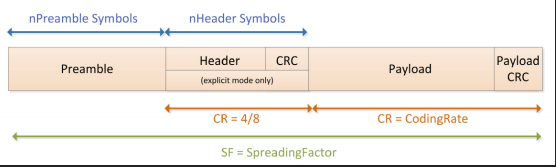 nPreamble Symbols
nHeader Symbols
Preamble
Header
CRC
(explicit mode only)
Payload
Payload
CRC
CR = 4/8
CR = CodingRate
SF = SpreadingFactor